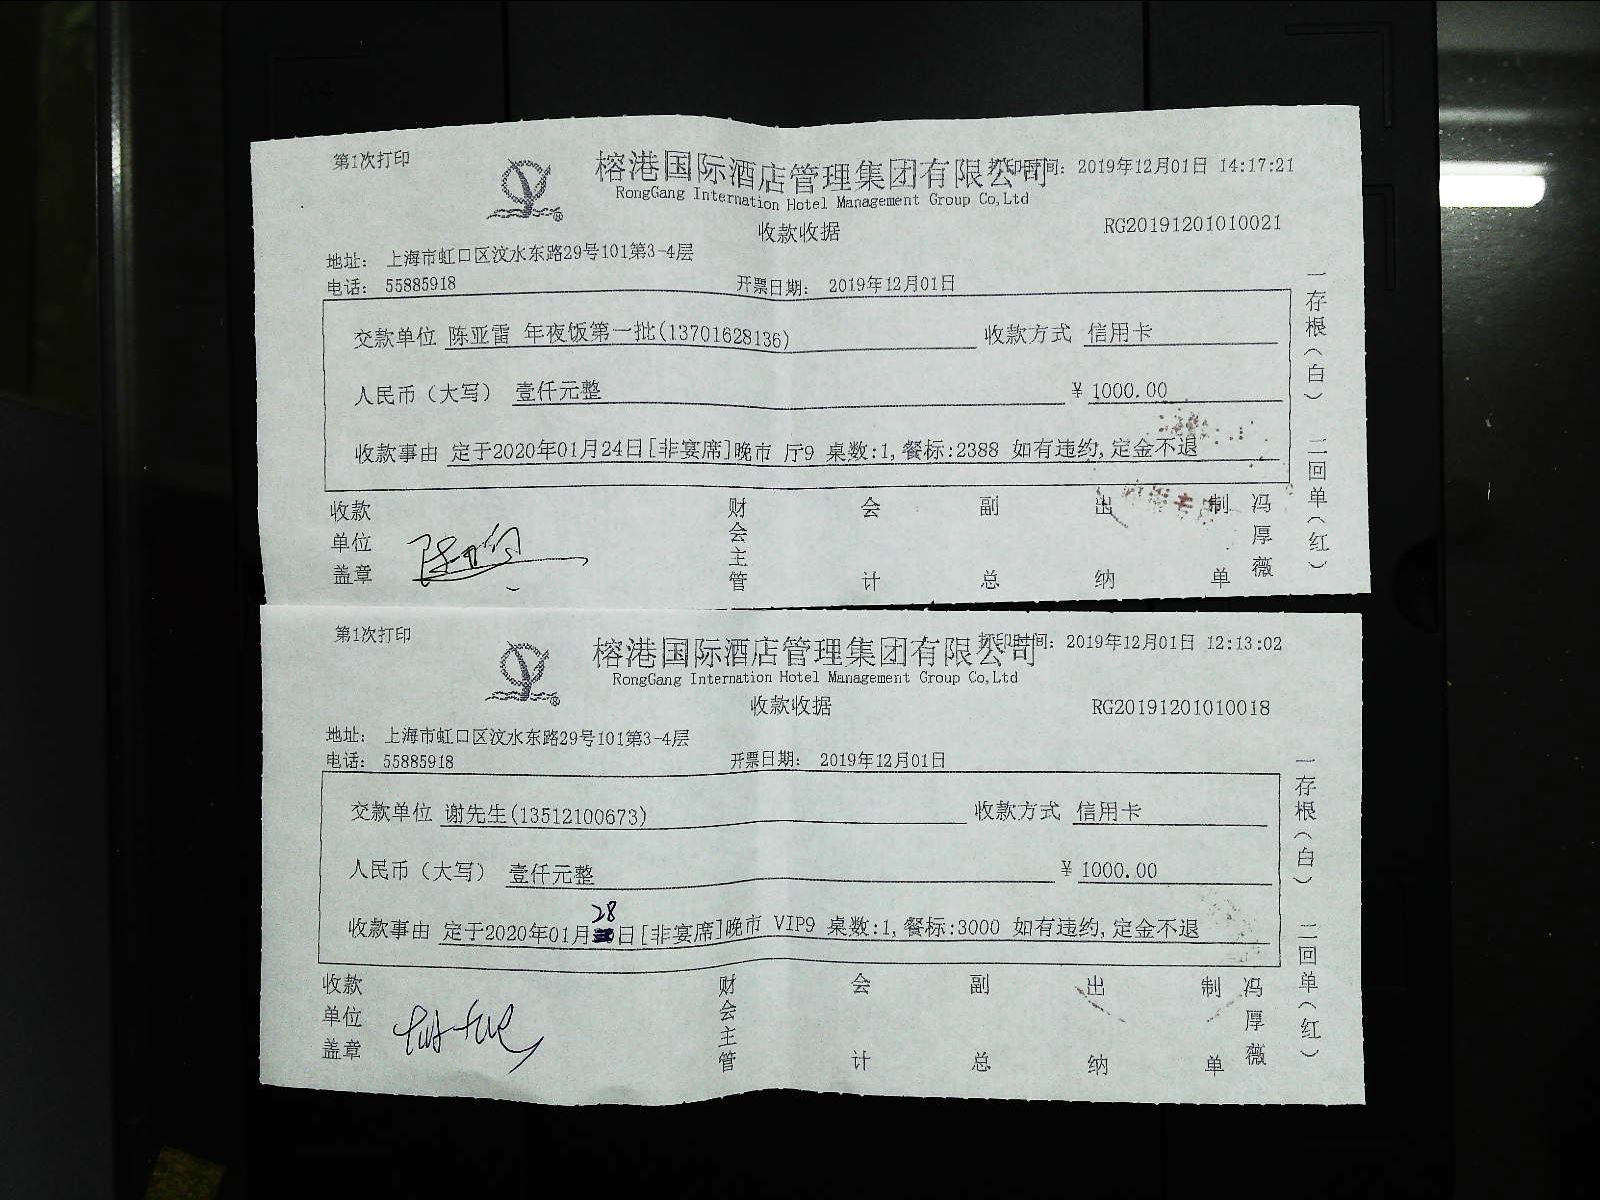 第1次打印
榕港国际酒店管理集团有限公司 打印时间: 2019年12月01日 14:17:21
RongGang Internation Hotel Management Group Co,Ltd
收款收据 RG20191201010021
地址: 上海市虹口区汶水东路29号101第3-4层
电话: 55885918 开票日期: 2019年12月01日
交款单位 陈亚雷 年夜饭第一批(13701628136) 收款方式 信用卡
人民币（大写） 壹仟元整 ¥ 1000.00
收款事由 定于2020年01月24日[非宴席]晚市 厅9 桌数:1,餐标:2388 如有违约,定金不退
收款单位盖章 财会主管 会计 副总 出纳 制单 冯厚薇
一存根(白) 二回单(红)
第1次打印
榕港国际酒店管理集团有限公司 打印时间: 2019年12月01日 12:13:02
RongGang Internation Hotel Management Group Co,Ltd
收款收据 RG20191201010018
地址: 上海市虹口区汶水东路29号101第3-4层
电话: 55885918 开票日期: 2019年12月01日
交款单位 谢先生(13512100673) 收款方式 信用卡
人民币（大写） 壹仟元整 ¥ 1000.00
28
收款事由 定于2020年01月日[非宴席]晚市 VIP9 桌数:1,餐标:3000 如有违约,定金不退
收款单位盖章 财会主管 会计 副总 出纳 制单 冯厚薇
一存根(白) 二回单(红)